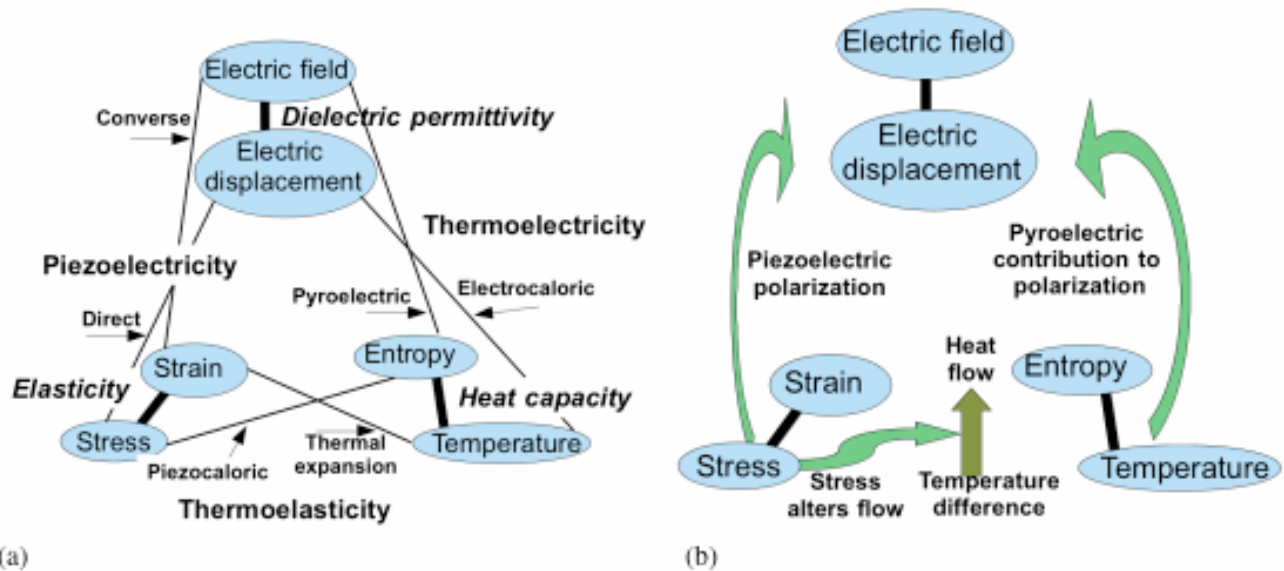 Electric field
Converse
Dielectric permittivity
Electric
displacement
Thermoelectricity
Piezoelectricity
Pyroelectric
Electrocaloric
Direct
Strain
Entropy
Elasticity
Heat capacity
Stress
Temperature
Piezocaloric
Thermal
expansion
Thermoelasticity
(a)
Electric field
Electric
displacement
Piezoelectric
polarization
Pyroelectric
contribution to
polarization
Heat
flow
Strain
Entropy
Stress
Temperature
Stress
alters flow
Temperature
difference
(b)